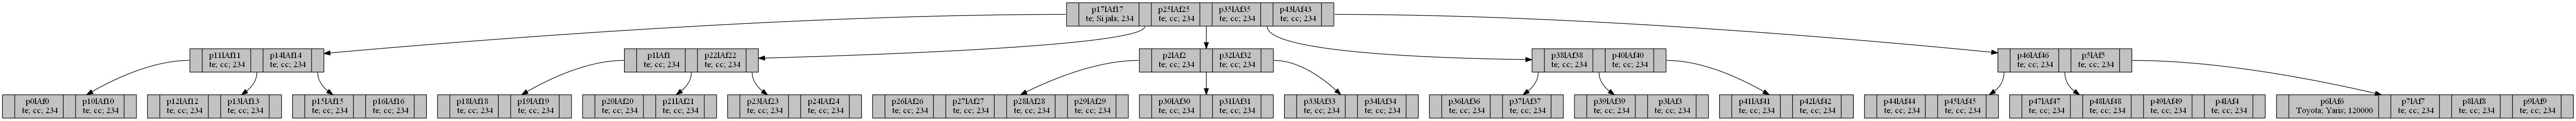 p17lAf17
te; Si jala; 234
p25lAf25
te; cc; 234
p35lAf35
te; cc; 234
p43lAf43
te; cc; 234
p11lAf11
te; cc; 234
p14lAf14
te; cc; 234
p1lAf1
te; cc; 234
p22lAf22
te; cc; 234
p2lAf2
te; cc; 234
p32lAf32
te; cc; 234
p38lAf38
te; cc; 234
p40lAf40
te; cc; 234
p46lAf46
te; cc; 234
p5lAf5
te; cc; 234
p0lAf0
te; cc; 234
p10lAf10
te; cc; 234
p12lAf12
te; cc; 234
p13lAf13
te; cc; 234
p15lAf15
te; cc; 234
p16lAf16
te; cc; 234
p18lAf18
te; cc; 234
p19lAf19
te; cc; 234
p20lAf20
te; cc; 234
p21lAf21
te; cc; 234
p23lAf23
te; cc; 234
p24lAf24
te; cc; 234
p26lAf26
te; cc; 234
p27lAf27
te; cc; 234
p28lAf28
te; cc; 234
p29lAf29
te; cc; 234
p30lAf30
te; cc; 234
p31lAf31
te; cc; 234
p33lAf33
te; cc; 234
p34lAf34
te; cc; 234
p36lAf36
te; cc; 234
p37lAf37
te; cc; 234
p39lAf39
te; cc; 234
p3lAf3
te; cc; 234
p41lAf41
te; cc; 234
p42lAf42
te; cc; 234
p44lAf44
te; cc; 234
p45lAf45
te; cc; 234
p47lAf47
te; cc; 234
p48lAf48
te; cc; 234
p49lAf49
te; cc; 234
p4lAf4
te; cc; 234
p6lAf6
Toyota; Yaris; 120000
p7lAf7
te; cc; 234
p8lAf8
te; cc; 234
p9lAf9
te; cc; 234